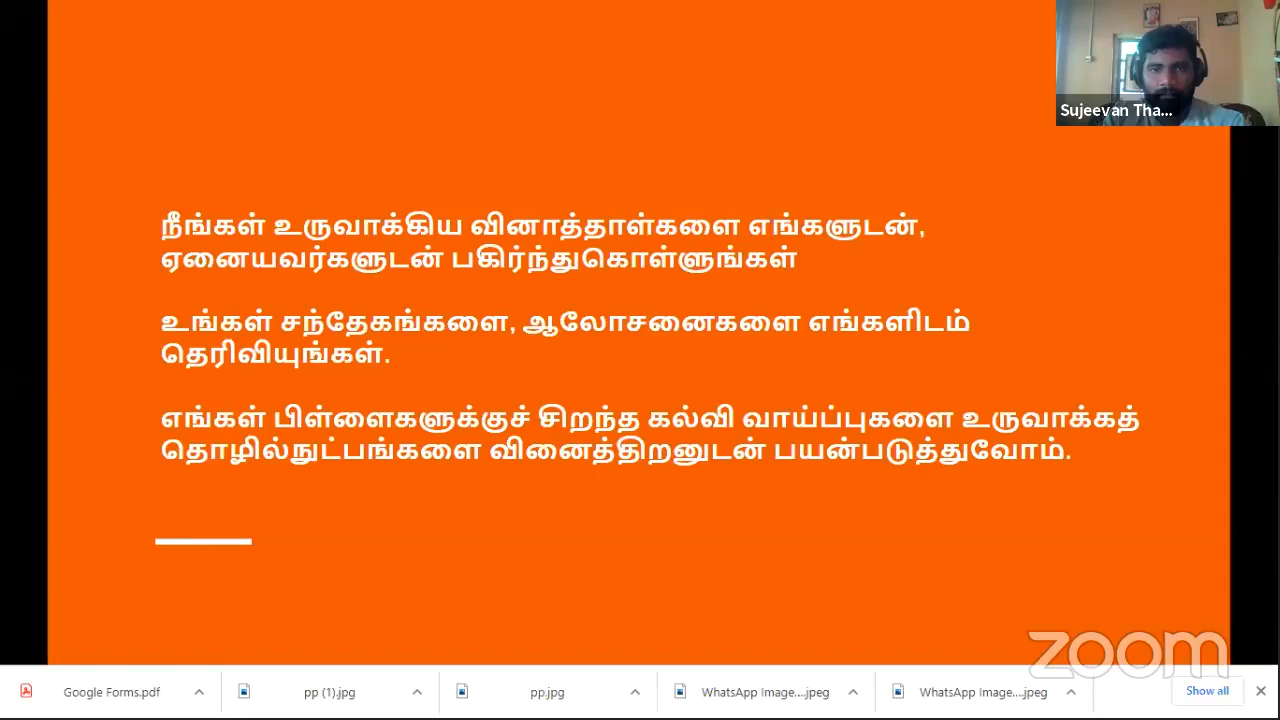 Sujeevan Tha...
நீங்கள் உருவாக்கிய வினாத்தாள்களை எங்களுடன்,
ஏனையவர்களுடன் பகிர்ந்துகொள்ளுங்கள்
உங்கள் சந்தேகங்களை, ஆலோசனைகளை எங்களிடம்
தெரிவியுங்கள்.
எங்கள் பிள்ளைகளுக்குச் சிறந்த கல்வி வாய்ப்புகளை உருவாக்கத்
தொழில்நுட்பங்களை வினைத்திறனுடன் பயன்படுத்துவோம்.
zoom
Google Forms.pdf pp (1).jpg pp.jpg WhatsApp Image....jpeg WhatsApp Image....jpeg Show all